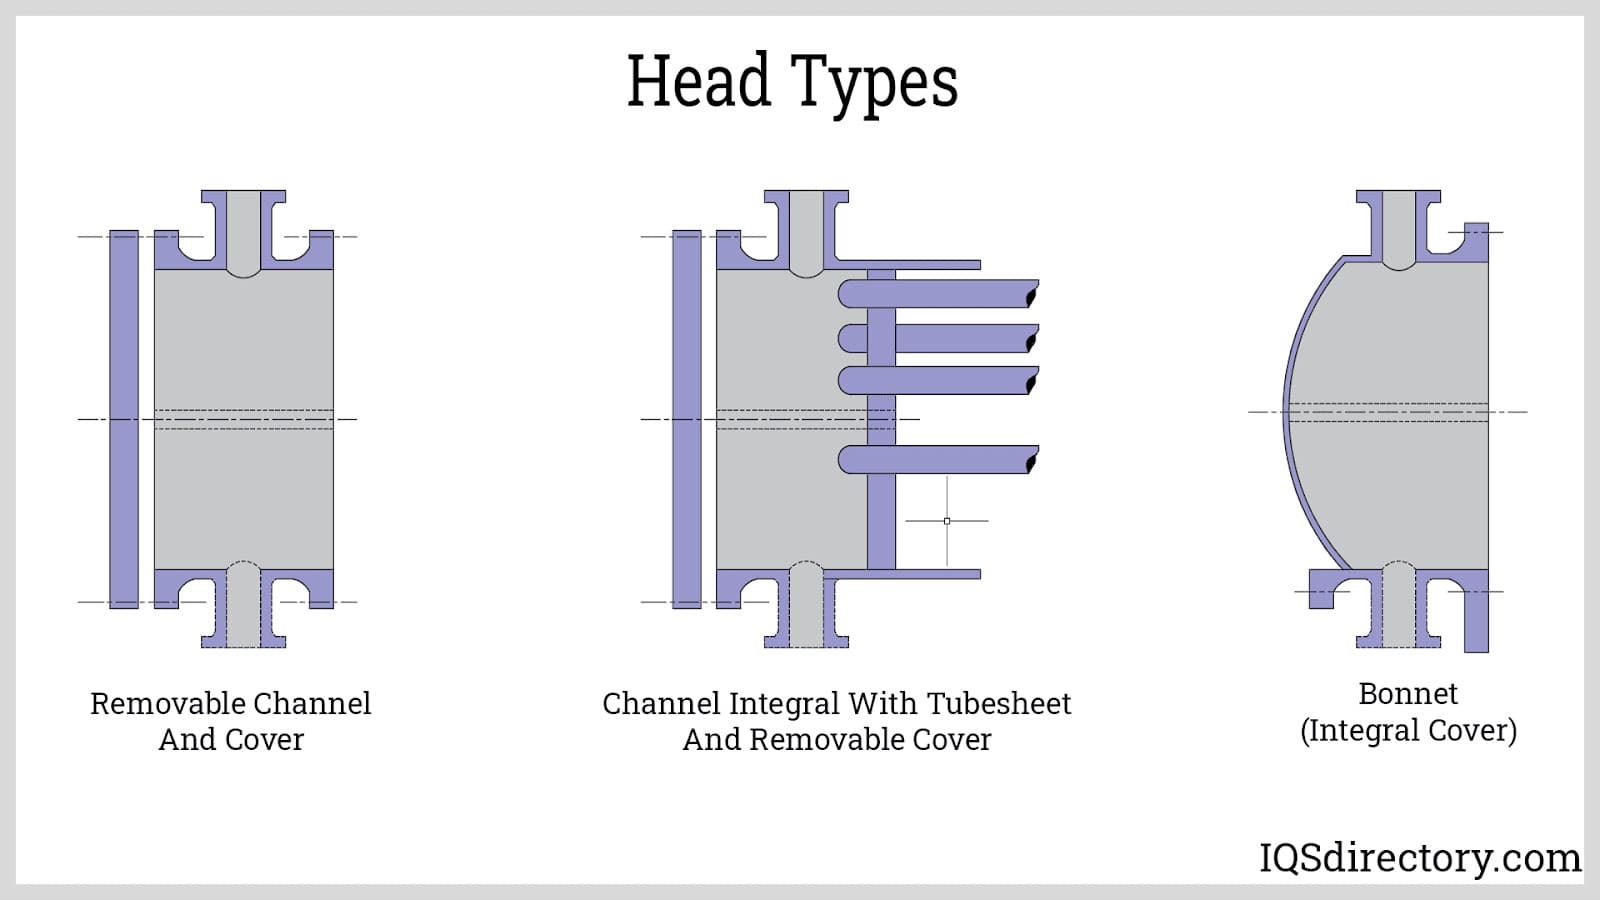 Head Types
Removable Channel
And Cover
Channel Integral With Tubesheet
And Removable Cover
Bonnet
(Integral Cover)
IQSdirectory.com